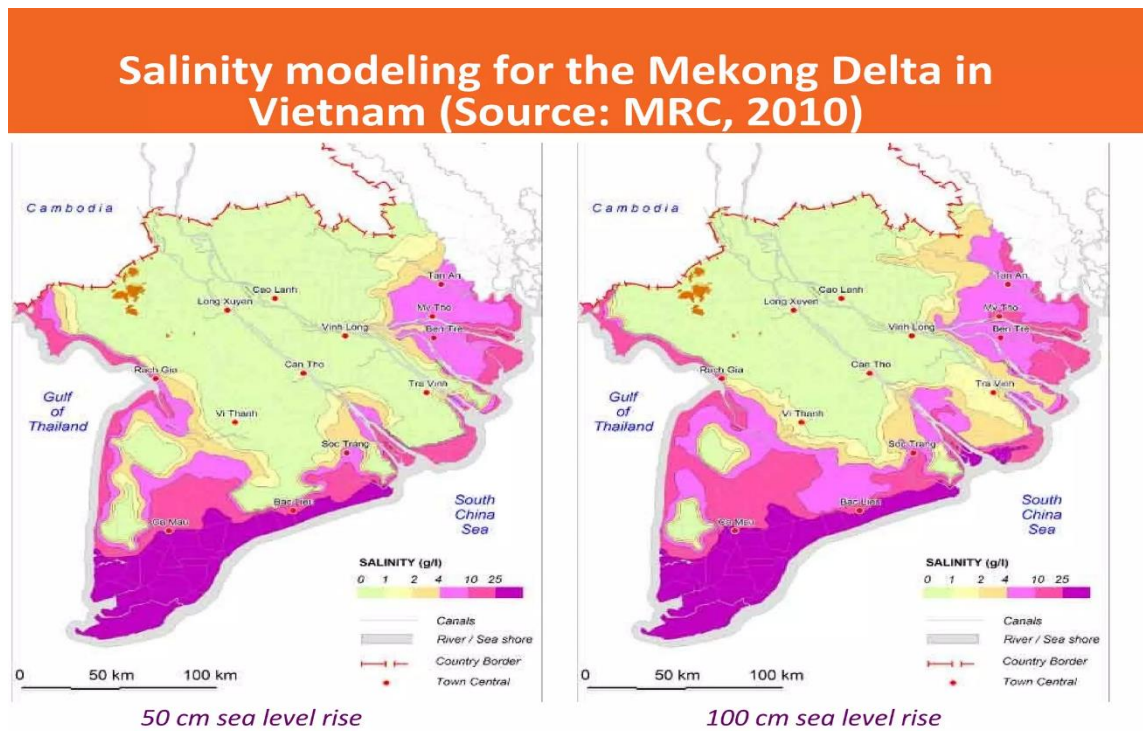 Salinity modeling for the Mekong Delta in
Vietnam (Source: MRC, 2010)
Cambodia
Tan An
Cao Lanh
Long Xuyen
My Tho
Vinh Long
Ben Tre
Can Tho
Rach Gia
Tra Vinh
Gulf
of
Thailand
Vi Thanh
Soc Trang
South
China
Sea
Bac Lieu
Ca Mau
SALINITY (g/l)
0 1 2 4 10 25
Canals
River / Sea shore
Country Border
Town Central
0 50 km 100 km
50 cm sea level rise
Cambodia
Tan An
Cao Lanh
Long Xuyen
My Tho
Vinh Long
Ben Tre
Can Tho
Rach Gia
Tra Vinh
Gulf
of
Thailand
Vi Thanh
Soc Trang
South
China
Sea
Bac Lieu
Ca Mau
SALINITY (g/l)
0 1 2 4 10 25
Canals
River / Sea shore
Country Border
Town Central
0 50 km 100 km
100 cm sea level rise